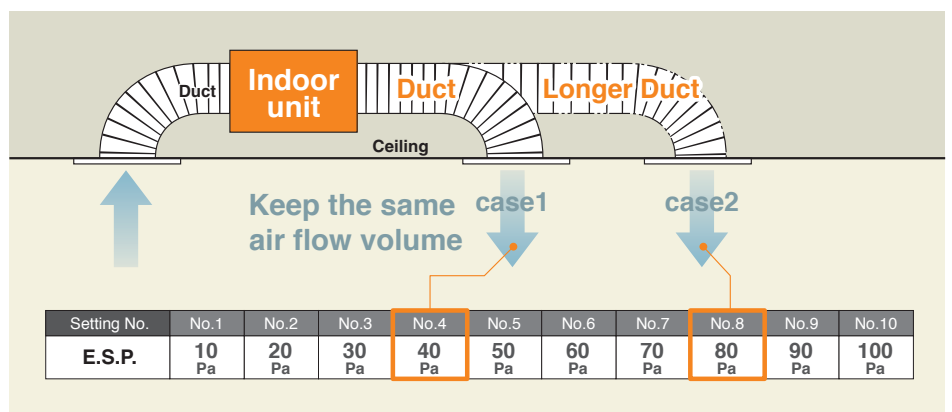 Duct
Indoor
unit
Duct
Longer Duct
Ceiling
Keep the same
air flow volume
case1
case2
Setting No. No.1 No.2 No.3 No.4 No.5 No.6 No.7 No.8 No.9 No.10
E.S.P. 10 20 30 40 50 60 70 80 90 100
Pa Pa Pa Pa Pa Pa Pa Pa Pa Pa